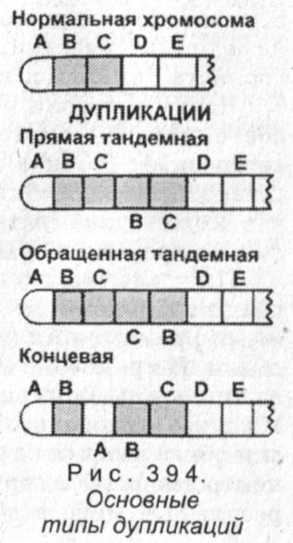 Нормальная хромосома
A B C D E
ДУПЛИКАЦИИ
Прямая тандемная
A B C D E
B C
Обращенная тандемная
A B C D E
C B
Концевая
A B C D E
A B
Рис. 394.
Основные
типы дупликаций